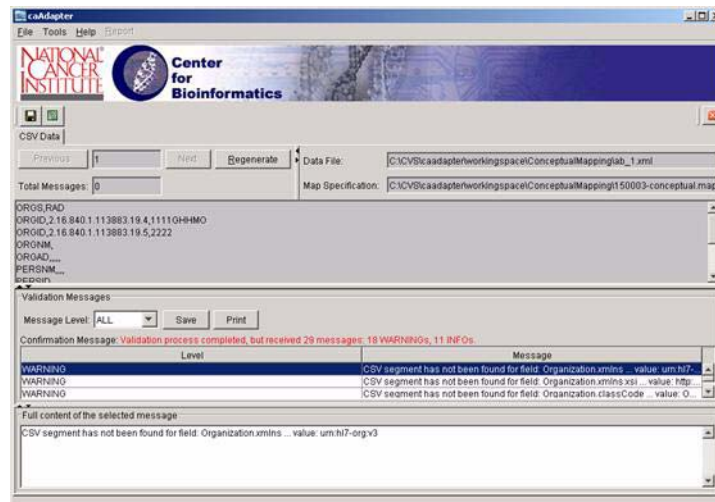 caAdapter
File Tools Help Export
NATIONAL
CANCER
INSTITUTE
Center
for
Bioinformatics
CSV Data
Previous 1 Next Regenerate
Data File: C:\CVS\caadapter\workingspace\ConceptualMapping\lab_1.xml
Total Messages: 0
Map Specification: C:\CVS\caadapter\workingspace\ConceptualMapping\150003-conceptual.map
ORGS,RAD
ORGID,2.16.840.1.113883.19.4,1111GHHMO
ORGID,2.16.840.1.113883.19.5,2222
ORGNM,
ORGAD,,,,
PERSNM,,,
PERSID
Validation Messages
Message Level: ALL Save Print
Confirmation Message: Validation process completed, but received 29 messages: 18 WARNINGs, 11 INFOs.
Level Message
WARNING CSV segment has not been found for field: Organization.xmlns ... value: urn:hl7-...
WARNING CSV segment has not been found for field: Organization.xmlns:xsi ... value: http:...
WARNING CSV segment has not been found for field: Organization.classCode ... value: O...
Full content of the selected message
CSV segment has not been found for field: Organization.xmlns ... value: urn:hl7-org:v3